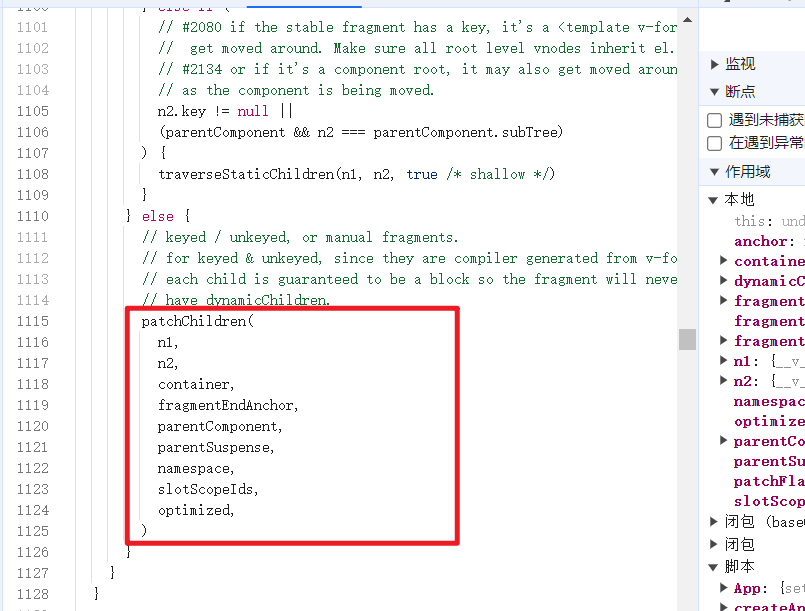 } else if (
1101 // #2080 if the stable fragment has a key, it's a <template v-for
1102 // get moved around. Make sure all root level vnodes inherit el.
1103 // #2134 or if it's a component root, it may also get moved aroun
1104 // as the component is being moved.
1105 n2.key != null ||
1106 (parentComponent && n2 === parentComponent.subTree)
1107 ) {
1108 traverseStaticChildren(n1, n2, true /* shallow */)
1109 }
1110 } else {
1111 // keyed / unkeyed, or manual fragments.
1112 // for keyed & unkeyed, since they are compiler generated from v-fo
1113 // each child is guaranteed to be a block so the fragment will neve
1114 // have dynamicChildren.
1115 patchChildren(
1116 n1,
1117 n2,
1118 container,
1119 fragmentEndAnchor,
1120 parentComponent,
1121 parentSuspense,
1122 namespace,
1123 slotScopeIds,
1124 optimized,
1125 )
1126 }
1127 }
1128 }
监视
断点
遇到未捕获
在遇到异常
作用域
本地
this: und
anchor:
containe
dynamicC
fragment
fragment
fragment
n1: {__v_
n2: {__v_
namespac
optimize
parentCo
parentSu
patchFla
slotScop
闭包 (base
闭包
脚本
App: {set
createAp